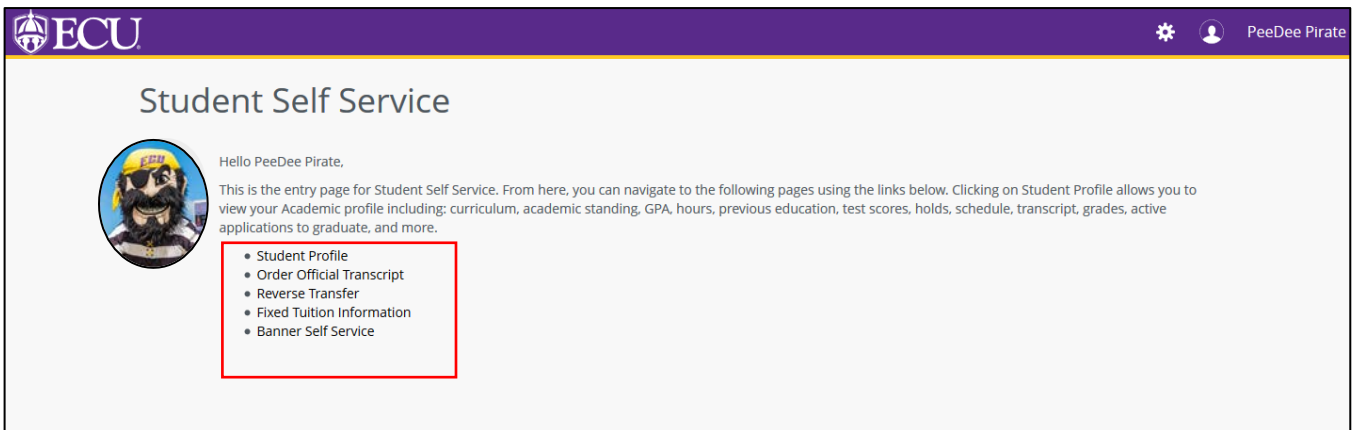 ECU
PeeDee Pirate
Student Self Service
ECU
Hello PeeDee Pirate,
This is the entry page for Student Self Service. From here, you can navigate to the following pages using the links below. Clicking on Student Profile allows you to
view your Academic profile including: curriculum, academic standing, GPA, hours, previous education, test scores, holds, schedule, transcript, grades, active
applications to graduate, and more.
Student Profile
Order Official Transcript
Reverse Transfer
Fixed Tuition Information
Banner Self Service